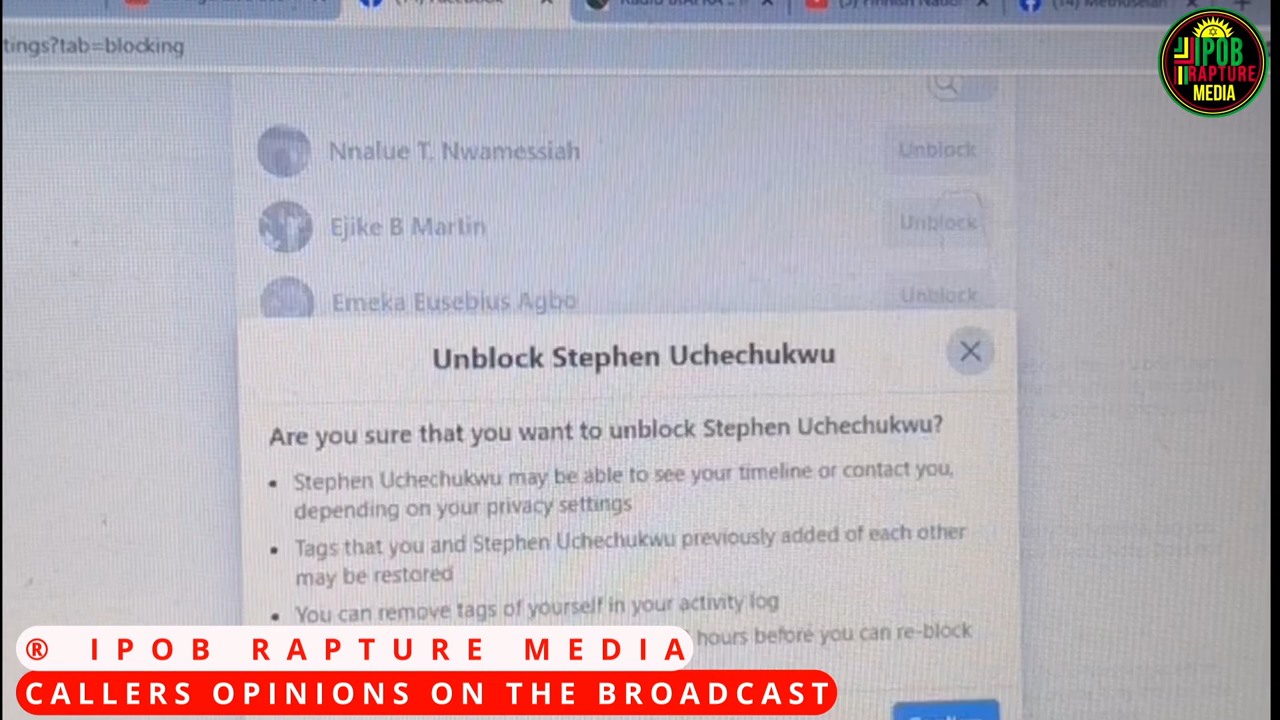 tings?tab=blocking
IPOB
RAPTURE
MEDIA
Nnalue T. Nwamessiah Unblock
Ejike B Martin Unblock
Emeka Eusebius Agbo Unblock
Unblock Stephen Uchechukwu
Are you sure that you want to unblock Stephen Uchechukwu?
• Stephen Uchechukwu may be able to see your timeline or contact you,
depending on your privacy settings
• Tags that you and Stephen Uchechukwu previously added of each other
may be restored
• You can remove tags of yourself in your activity log
hours before you can re-block
® IPOB RAPTURE MEDIA
CALLERS OPINIONS ON THE BROADCAST